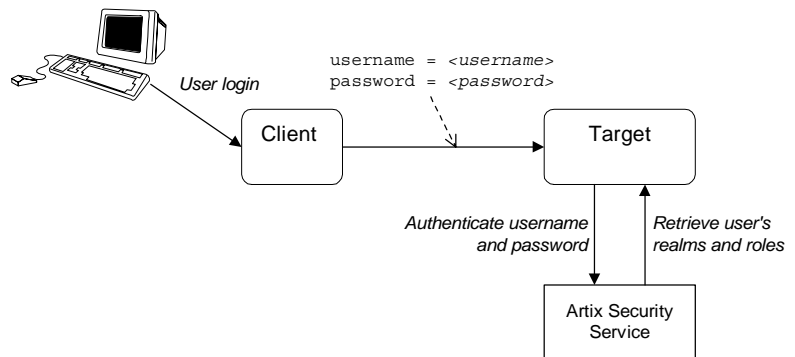 username = <username>
password = <password>
User login
Client
Target
Authenticate username
and password
Retrieve user's
realms and roles
Artix Security
Service